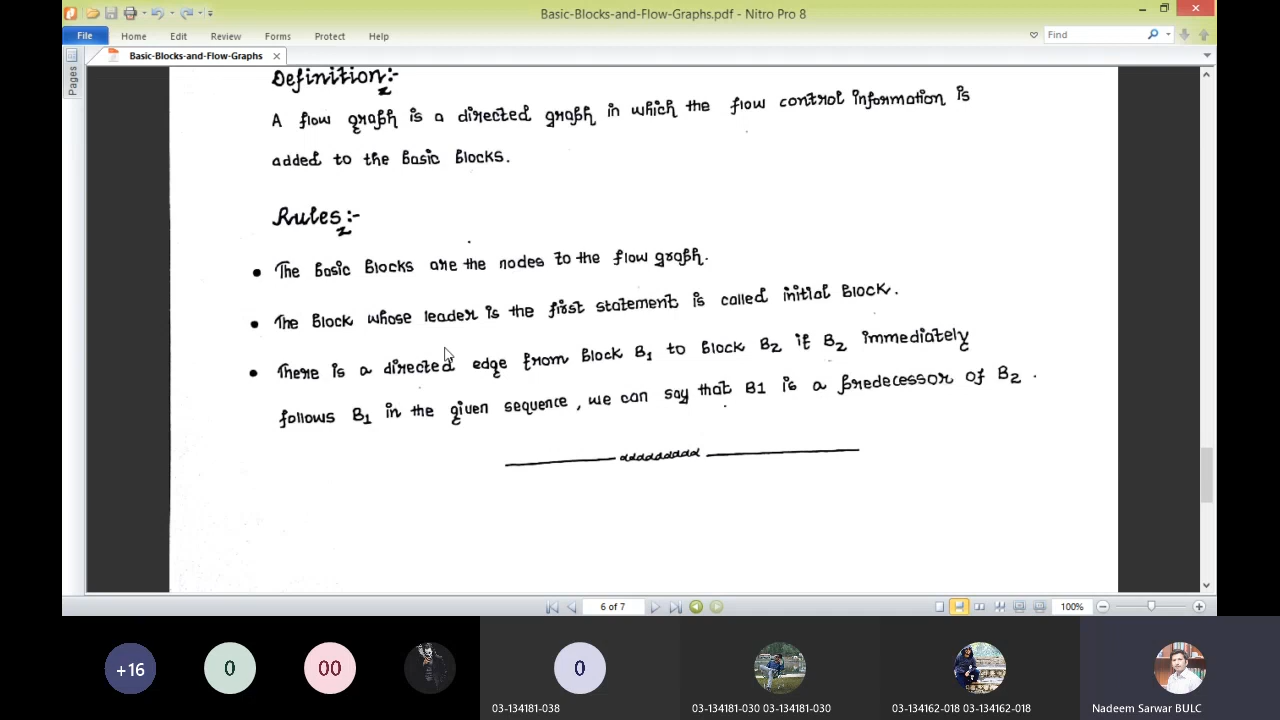 Basic-Blocks-and-Flow-Graphs.pdf - Nitro Pro 8
File Home Edit Review Forms Protect Help
Find
Basic-Blocks-and-Flow-Graphs
Pages
Definition:-
A flow graph is a directed graph in which the flow control information is
added to the Basic Blocks.
Rules:-
• The Basic Blocks are the nodes to the flow graph.
• The Block whose leader is the first statement is called initial Block.
• There is a directed edge from Block B1 to Block B2 if B2 immediately
follows B1 in the given sequence, we can say that B1 is a predecessor of B2.
6 of 7
100%
+16
0
00
0
03-134181-038
03-134181-030 03-134181-030
03-134162-018 03-134162-018
Nadeem Sarwar BULC